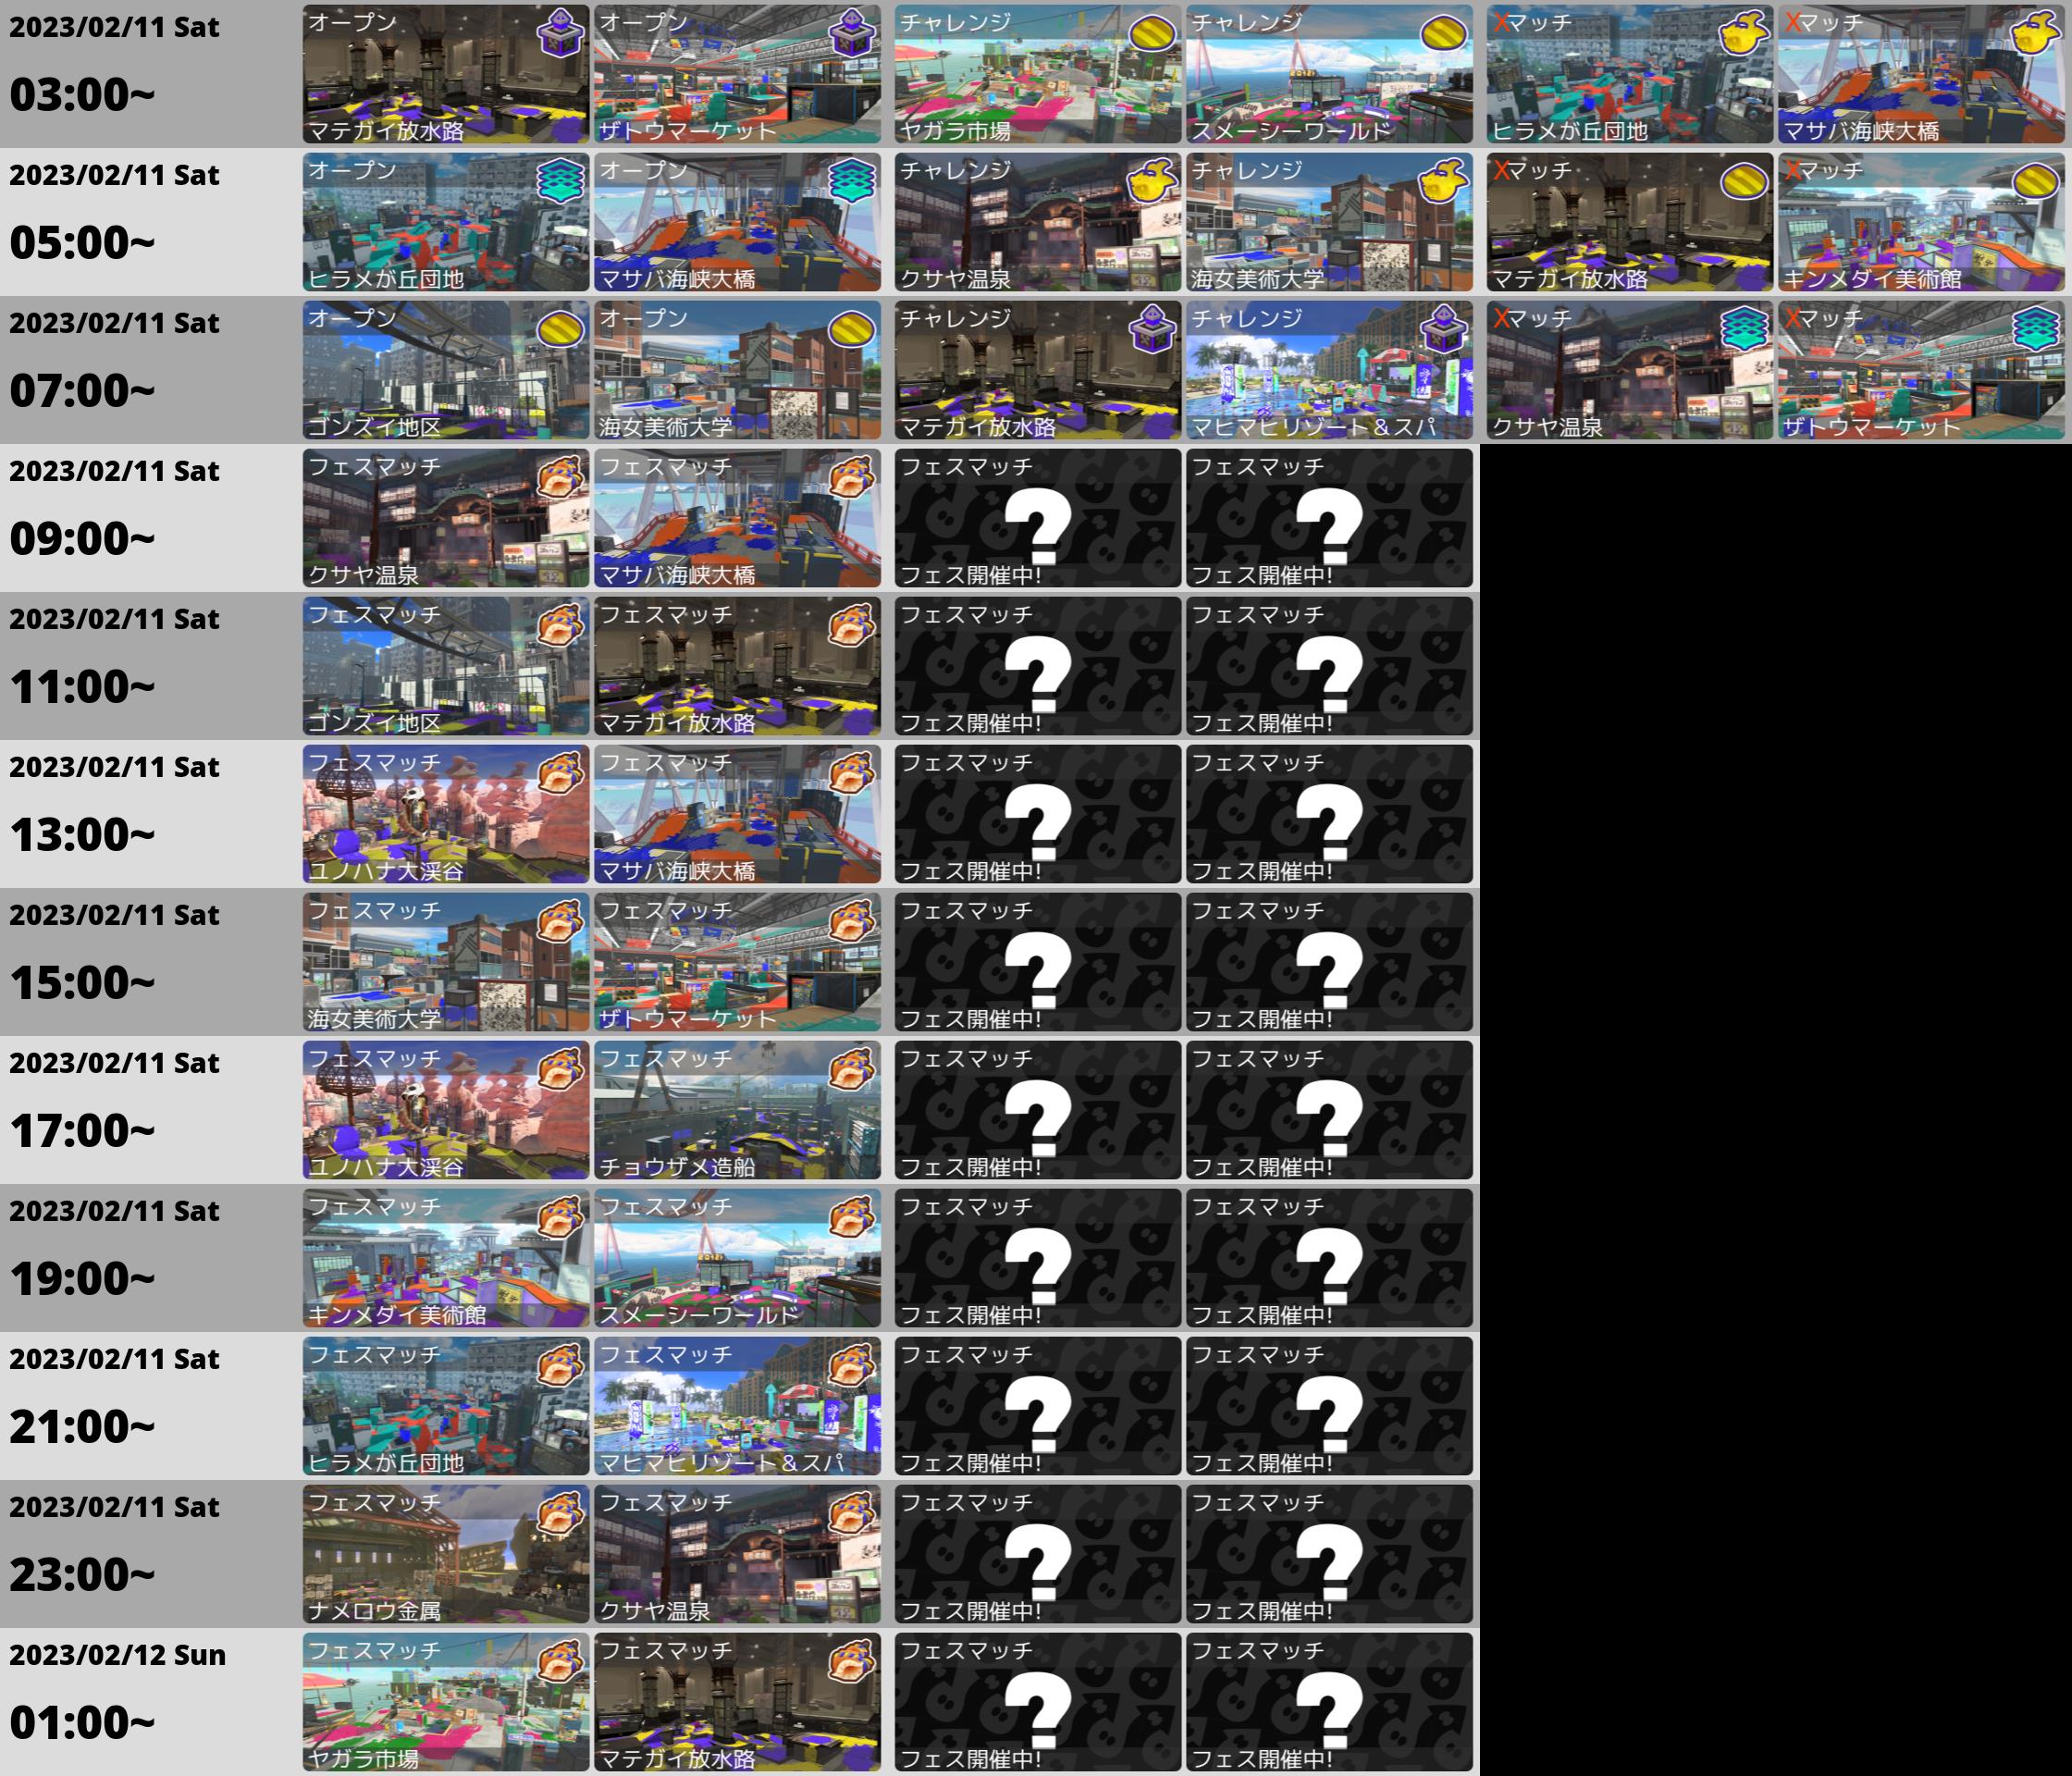 2023/02/11 Sat
03:00~
オープン
マテガイ放水路
オープン
ザトウマーケット
チャレンジ
ヤガラ市場
チャレンジ
スメーシーワールド
Xマッチ
ヒラメが丘団地
Xマッチ
マサバ海峡大橋
2023/02/11 Sat
05:00~
オープン
ヒラメが丘団地
オープン
マサバ海峡大橋
チャレンジ
クサヤ温泉
チャレンジ
海女美術大学
Xマッチ
マテガイ放水路
Xマッチ
キンメダイ美術館
2023/02/11 Sat
07:00~
オープン
ゴンズイ地区
オープン
海女美術大学
チャレンジ
マテガイ放水路
チャレンジ
マヒマヒリゾート＆スパ
Xマッチ
クサヤ温泉
Xマッチ
ザトウマーケット
2023/02/11 Sat
09:00~
フェスマッチ
クサヤ温泉
フェスマッチ
マサバ海峡大橋
フェスマッチ
?
フェス開催中!
フェスマッチ
?
フェス開催中!
2023/02/11 Sat
11:00~
フェスマッチ
ゴンズイ地区
フェスマッチ
マテガイ放水路
フェスマッチ
?
フェス開催中!
フェスマッチ
?
フェス開催中!
2023/02/11 Sat
13:00~
フェスマッチ
ユノハナ大渓谷
フェスマッチ
マサバ海峡大橋
フェスマッチ
?
フェス開催中!
フェスマッチ
?
フェス開催中!
2023/02/11 Sat
15:00~
フェスマッチ
海女美術大学
フェスマッチ
ザトウマーケット
フェスマッチ
?
フェス開催中!
フェスマッチ
?
フェス開催中!
2023/02/11 Sat
17:00~
フェスマッチ
ユノハナ大渓谷
フェスマッチ
チョウザメ造船
フェスマッチ
?
フェス開催中!
フェスマッチ
?
フェス開催中!
2023/02/11 Sat
19:00~
フェスマッチ
キンメダイ美術館
フェスマッチ
スメーシーワールド
フェスマッチ
?
フェス開催中!
フェスマッチ
?
フェス開催中!
2023/02/11 Sat
21:00~
フェスマッチ
ヒラメが丘団地
フェスマッチ
マヒマヒリゾート＆スパ
フェスマッチ
?
フェス開催中!
フェスマッチ
?
フェス開催中!
2023/02/11 Sat
23:00~
フェスマッチ
ナメロウ金属
フェスマッチ
クサヤ温泉
フェスマッチ
?
フェス開催中!
フェスマッチ
?
フェス開催中!
2023/02/12 Sun
01:00~
フェスマッチ
ヤガラ市場
フェスマッチ
マテガイ放水路
フェスマッチ
?
フェス開催中!
フェスマッチ
?
フェス開催中!